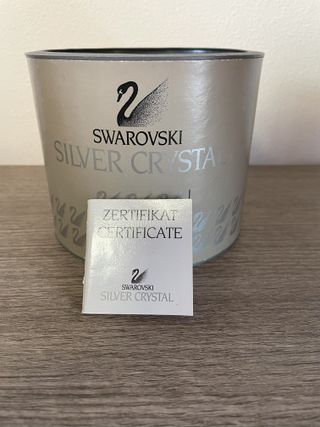 SWAROVSKI
SILVER CRYSTAL
ZERTIFIKAT
CERTIFICATE
SWAROVSKI
SILVER CRYSTAL